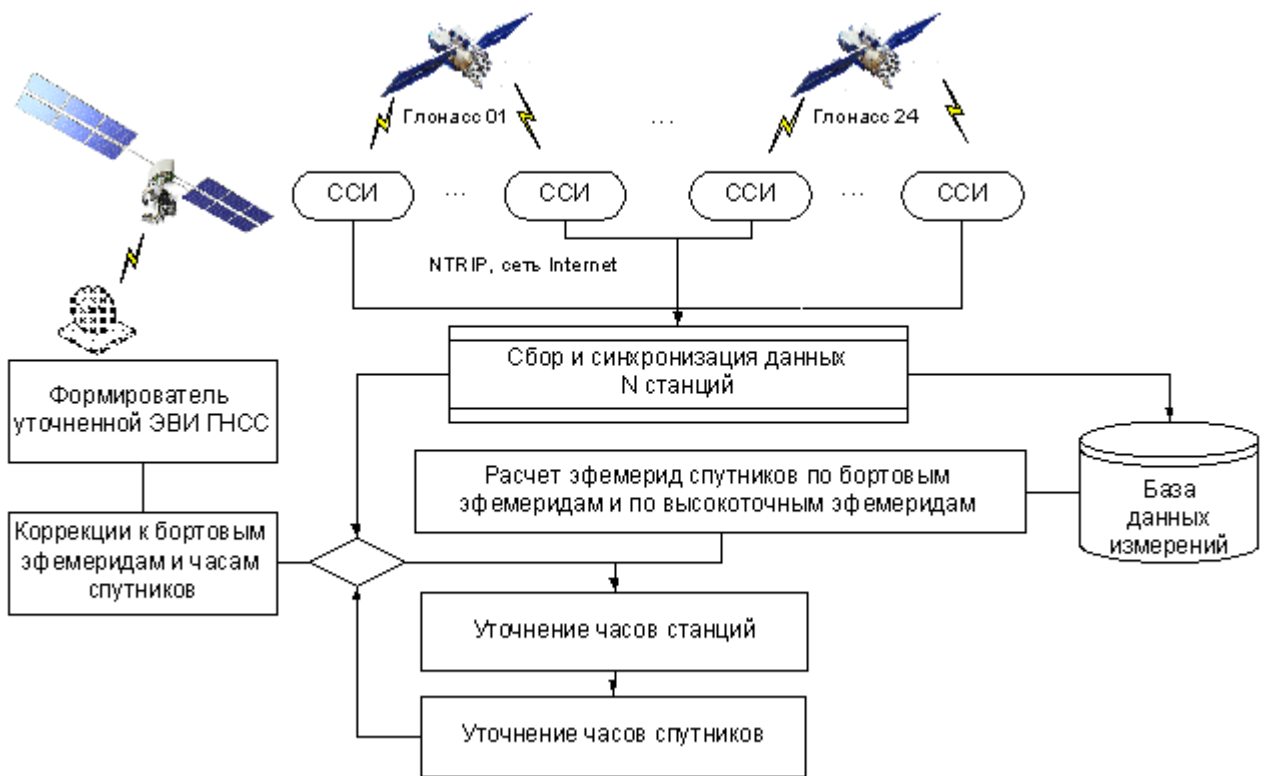 Глонасс 01
...
Глонасс 24
ССИ
...
ССИ
ССИ
...
ССИ
NTRIP, сеть Internet
Сбор и синхронизация данных
N станций
Формирователь
уточненной ЭВИ ГНСС
Расчет эфемерид спутников по бортовым
эфемеридам и по высокоточным эфемеридам
База
данных
измерений
Коррекции к бортовым
эфемеридам и часам
спутников
Уточнение часов станций
Уточнение часов спутников